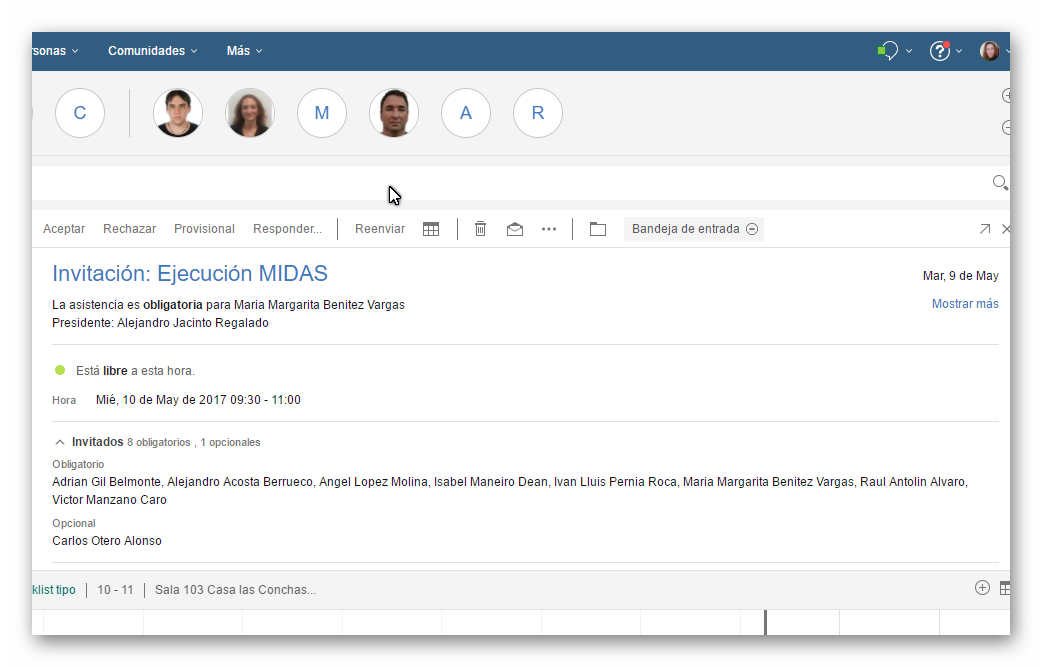 rsonas Comunidades Más
C M A R
Aceptar Rechazar Provisional Responder... Reenviar Bandeja de entrada
Invitación: Ejecución MIDAS
Mar, 9 de May
La asistencia es obligatoria para Maria Margarita Benitez Vargas
Mostrar más
Presidente: Alejandro Jacinto Regalado
Está libre a esta hora.
Hora Mié, 10 de May de 2017 09:30 - 11:00
Invitados 8 obligatorios , 1 opcionales
Obligatorio
Adrian Gil Belmonte, Alejandro Acosta Berrueco, Angel Lopez Molina, Isabel Maneiro Dean, Ivan Lluis Pernia Roca, Maria Margarita Benitez Vargas, Raul Antolin Alvaro,
Victor Manzano Caro
Opcional
Carlos Otero Alonso
klist tipo | 10 - 11 | Sala 103 Casa las Conchas...